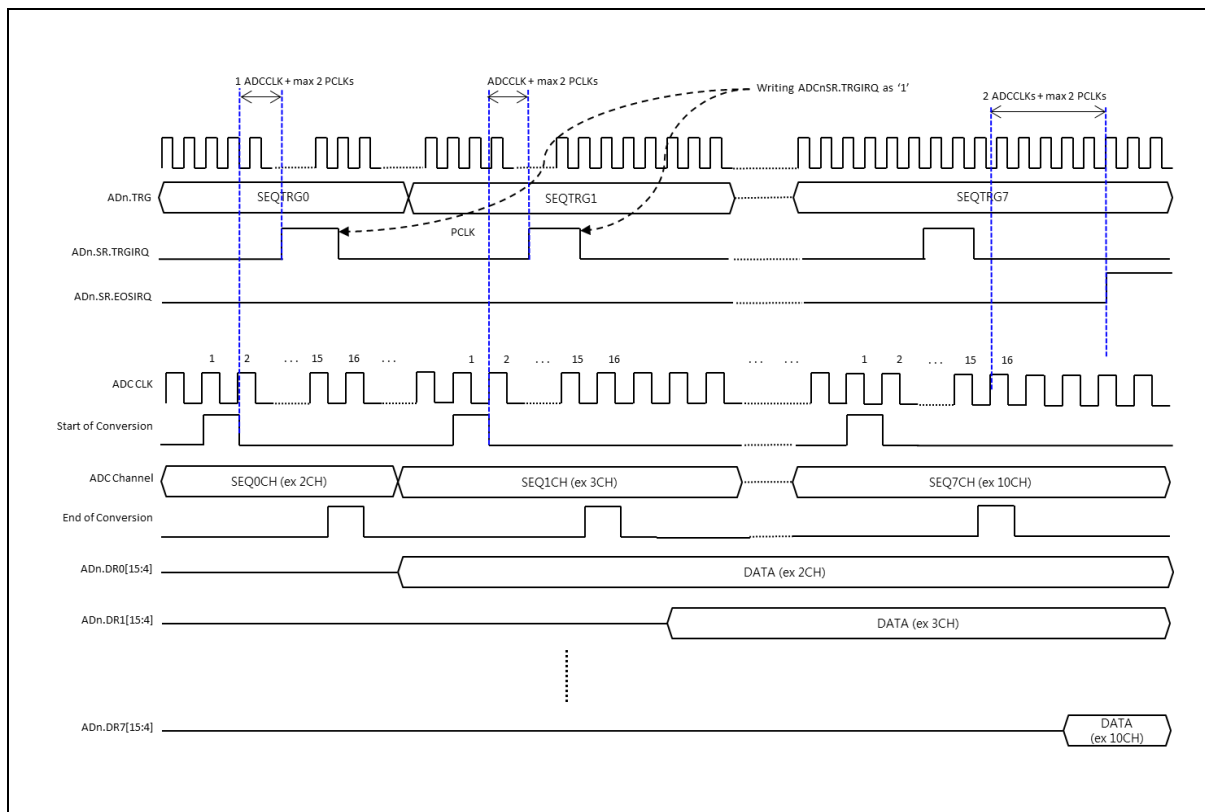 1 ADCCLK + max 2 PCLKs
ADCCLK + max 2 PCLKs
Writing ADCnSR.TRGIRQ as ‘1’
2 ADCCLKs + max 2 PCLKs
ADn.TRG
SEQTRG0
SEQTRG1
SEQTRG7
PCLK
ADn.SR.TRGIRQ
ADn.SR.EOSIRQ
1 2 ... 15 16 ... 1 2 ... 15 16 ... ... 1 2 ... 15 16
ADC CLK
Start of Conversion
ADC Channel
SEQ0CH (ex 2CH)
SEQ1CH (ex 3CH)
SEQ7CH (ex 10CH)
End of Conversion
ADn.DR0[15:4]
DATA (ex 2CH)
ADn.DR1[15:4]
DATA (ex 3CH)
ADn.DR7[15:4]
DATA
(ex 10CH)